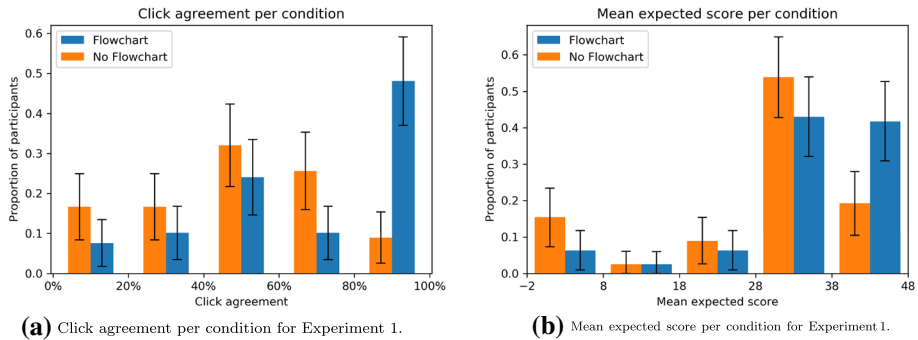 Click agreement per condition
Flowchart
No Flowchart
Proportion of participants
0.6
0.5
0.4
0.3
0.2
0.1
0.0
0%
20%
40%
60%
80%
100%
Click agreement
(a) Click agreement per condition for Experiment 1.
Mean expected score per condition
Flowchart
No Flowchart
Proportion of participants
0.6
0.5
0.4
0.3
0.2
0.1
0.0
−2
8
18
28
38
48
Mean expected score
(b) Mean expected score per condition for Experiment 1.